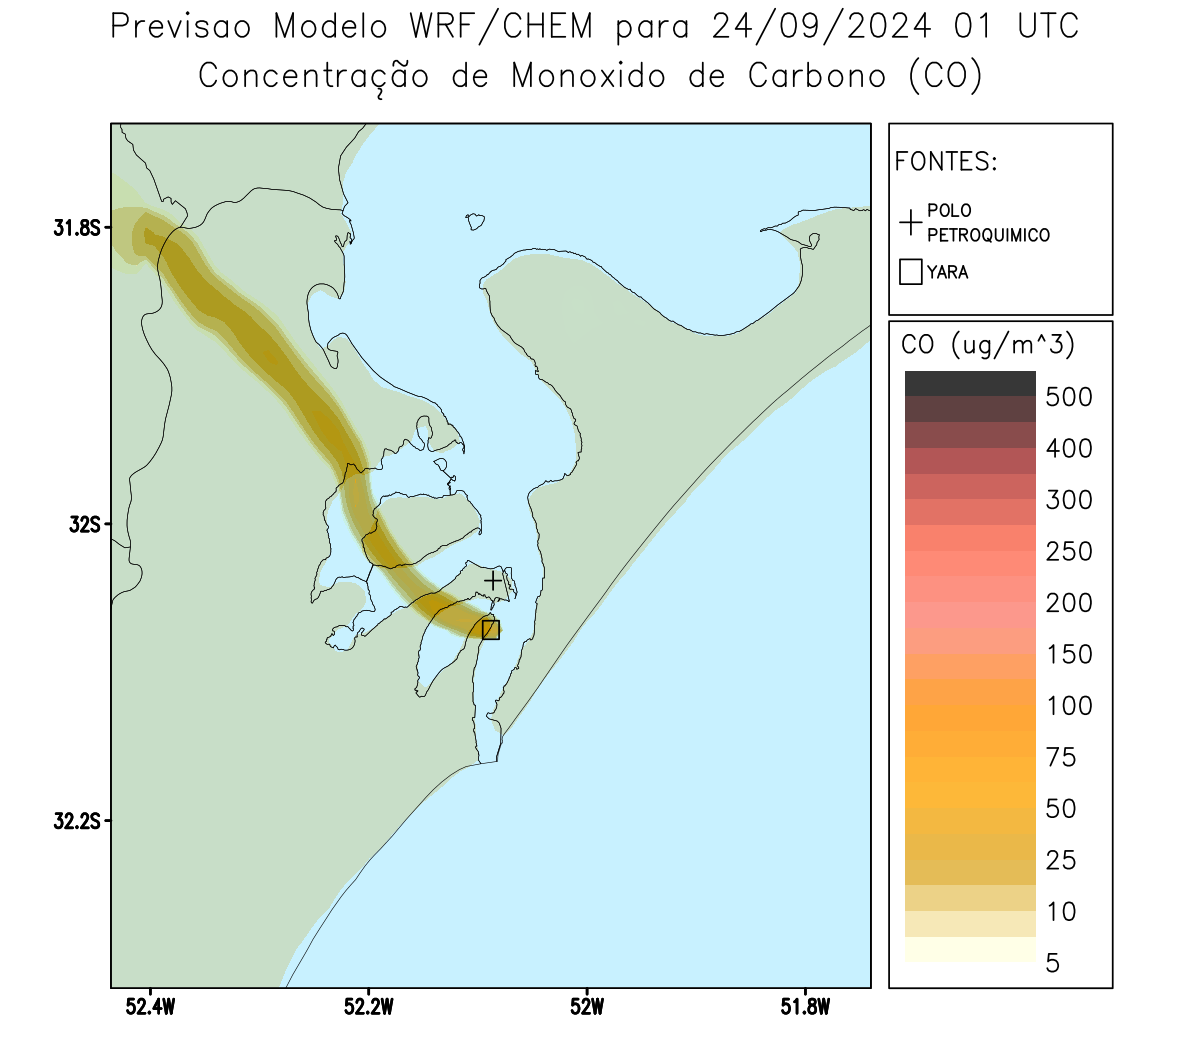 Previsao Modelo WRF/CHEM para 24/09/2024 01 UTC
Concentração de Monoxido de Carbono (CO)
FONTES:
POLO
PETROQUIMICO
YARA
CO (ug/m^3)
500
400
300
250
200
150
100
75
50
25
10
5
31.8S
32S
32.2S
52.4W
52.2W
52W
51.8W